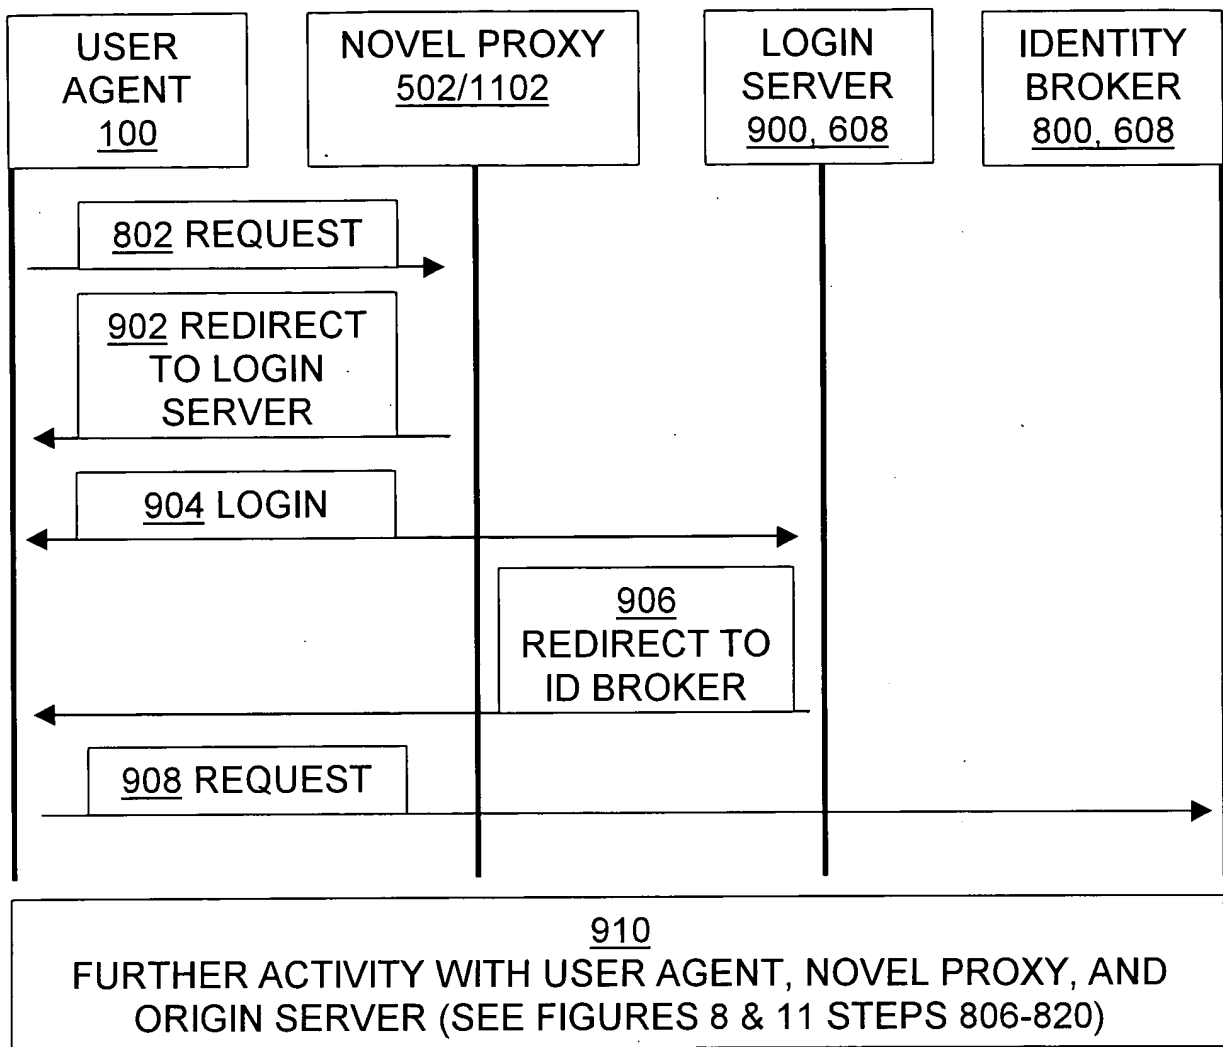 USER
AGENT
100
NOVEL PROXY
502/1102
LOGIN
SERVER
900, 608
IDENTITY
BROKER
800, 608
802 REQUEST
902 REDIRECT
TO LOGIN
SERVER
904 LOGIN
906
REDIRECT TO
ID BROKER
908 REQUEST
910
FURTHER ACTIVITY WITH USER AGENT, NOVEL PROXY, AND
ORIGIN SERVER (SEE FIGURES 8 & 11 STEPS 806-820)